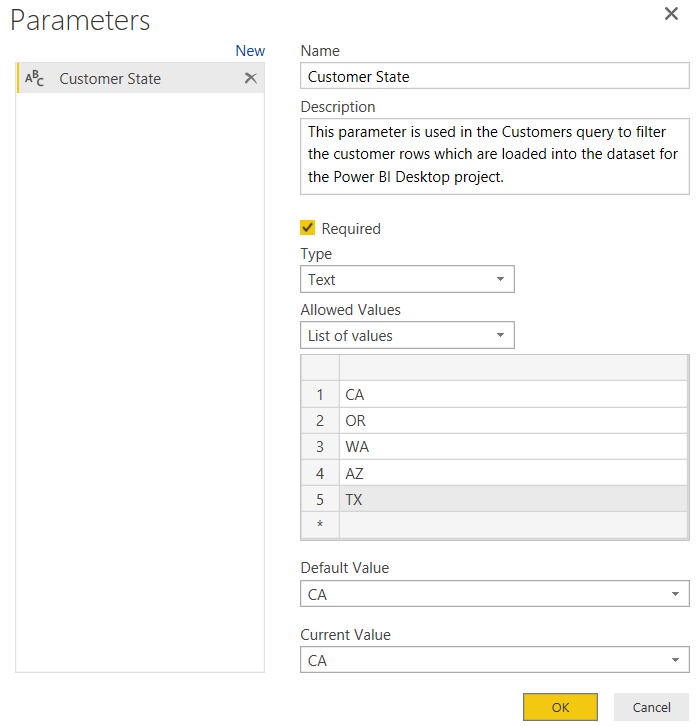 Parameters
New
ABC Customer State
Name
Customer State
Description
This parameter is used in the Customers query to filter
the customer rows which are loaded into the dataset for
the Power BI Desktop project.
Required
Type
Text
Allowed Values
List of values
1 CA
2 OR
3 WA
4 AZ
5 TX
*
Default Value
CA
Current Value
CA
OK
Cancel